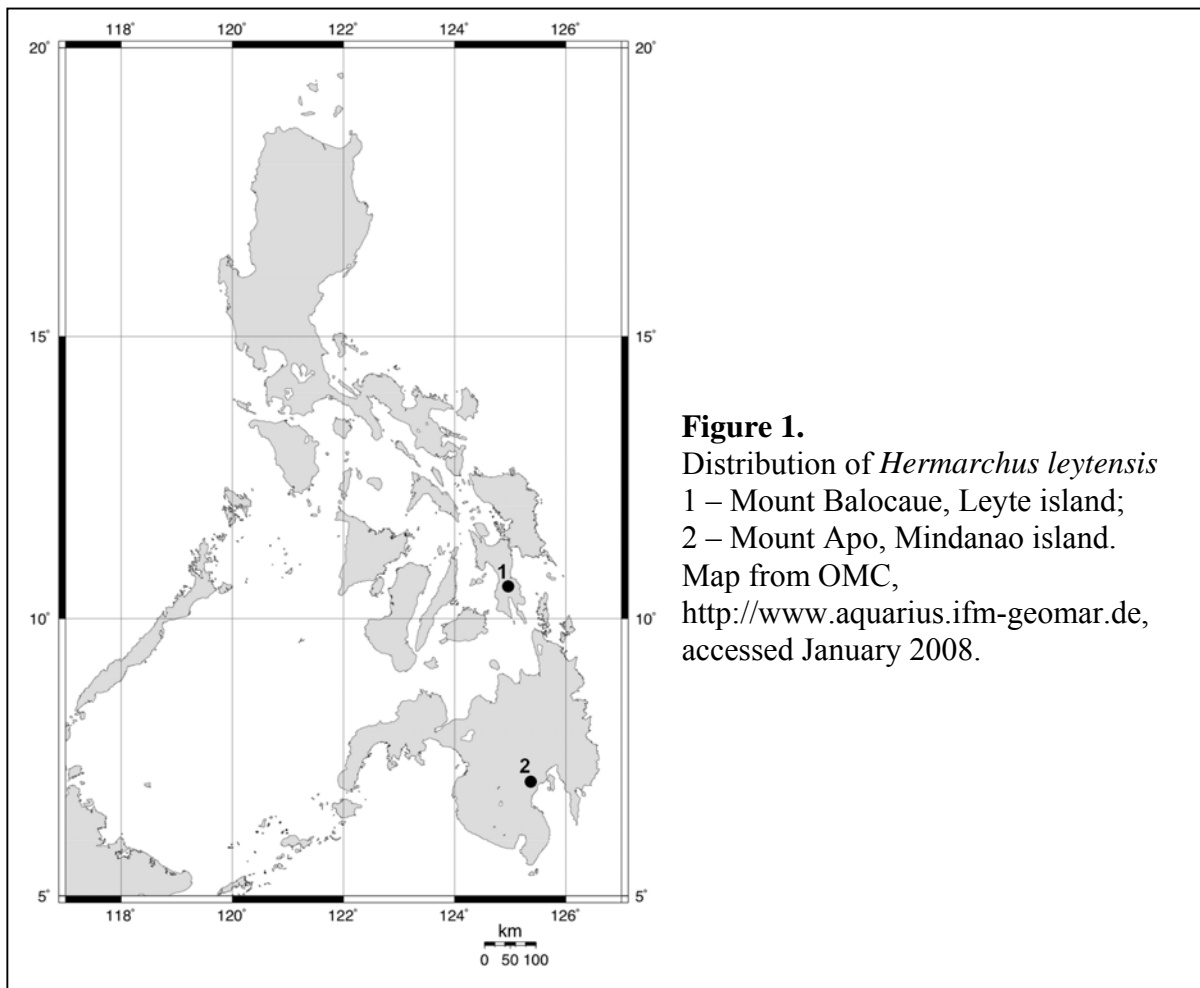 118° 120° 122° 124° 126°
20° 20°
15° 15°
1
10° 10°
2
5° 5°
118° 120° 122° 124° 126°
km
0 50 100
Figure 1.
Distribution of Hermarchus leytensis
1 – Mount Balocaue, Leyte island;
2 – Mount Apo, Mindanao island.
Map from OMC,
http://www.aquarius.ifm-geomar.de,
accessed January 2008.